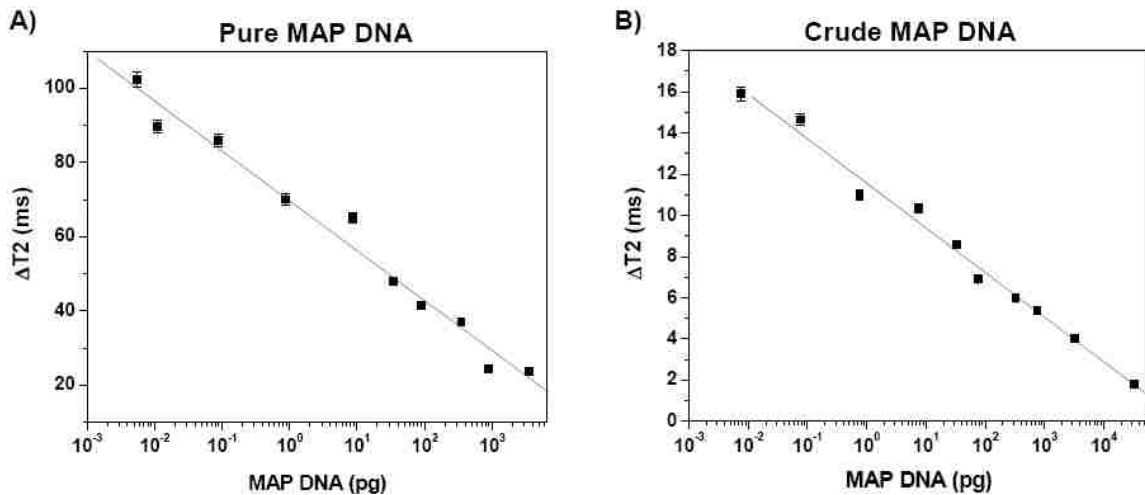 A)
Pure MAP DNA
ΔT2 (ms)
100
80
60
40
20
10⁻³ 10⁻² 10⁻¹ 10⁰ 10¹ 10² 10³
MAP DNA (pg)
B)
Crude MAP DNA
ΔT2 (ms)
18
16
14
12
10
8
6
4
2
0
10⁻³ 10⁻² 10⁻¹ 10⁰ 10¹ 10² 10³ 10⁴
MAP DNA (pg)